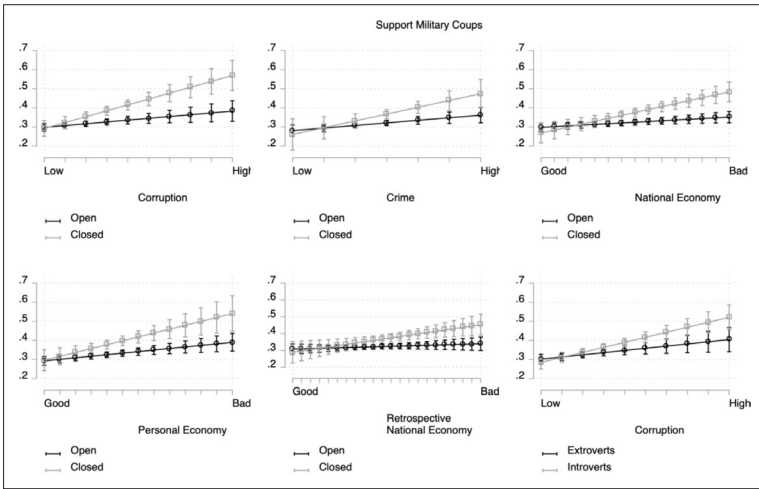 Support Military Coups
.7
.6
.5
.4
.3
.2
Low
High
Corruption
Open
Closed
.7
.6
.5
.4
.3
.2
Low
High
Crime
Open
Closed
.7
.6
.5
.4
.3
.2
Good
Bad
National Economy
Open
Closed
.7
.6
.5
.4
.3
.2
Good
Bad
Personal Economy
Open
Closed
.7
.6
.5
.4
.3
.2
Good
Bad
Retrospective
National Economy
Open
Closed
.7
.6
.5
.4
.3
.2
Low
High
Corruption
Extroverts
Introverts